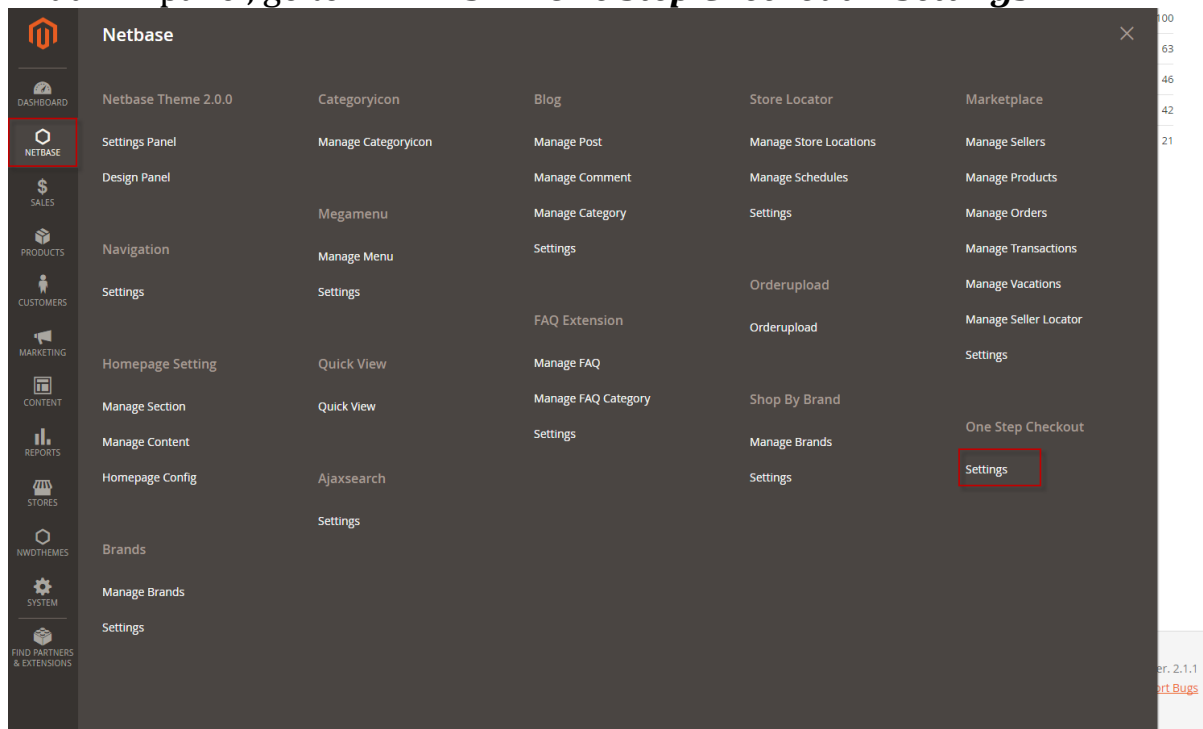 Netbase
DASHBOARD
NETBASE
SALES
PRODUCTS
CUSTOMERS
MARKETING
CONTENT
REPORTS
STORES
NWDTHEMES
SYSTEM
FIND PARTNERS
& EXTENSIONS
Netbase Theme 2.0.0
Settings Panel
Design Panel
Navigation
Settings
Homepage Setting
Manage Section
Manage Content
Homepage Config
Brands
Manage Brands
Settings
Categoryicon
Manage Categoryicon
Megamenu
Manage Menu
Settings
Quick View
Quick View
Ajaxsearch
Settings
Blog
Manage Post
Manage Comment
Manage Category
Settings
FAQ Extension
Manage FAQ
Manage FAQ Category
Settings
Store Locator
Manage Store Locations
Manage Schedules
Settings
Orderupload
Orderupload
Shop By Brand
Manage Brands
Settings
Marketplace
Manage Sellers
Manage Products
Manage Orders
Manage Transactions
Manage Vacations
Manage Seller Locator
Settings
One Step Checkout
Settings
63
46
42
21
2.1.1
Bugs